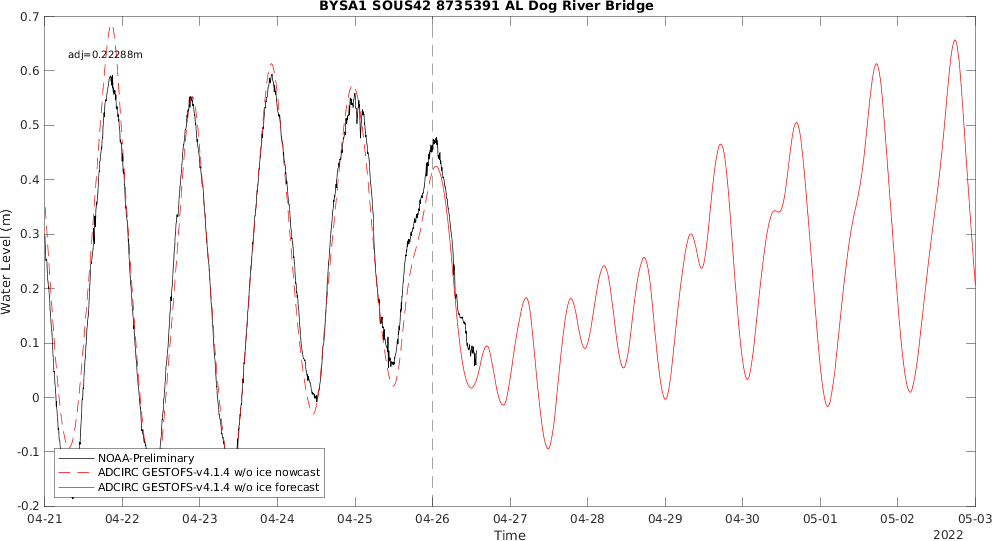 BYSA1 SOUS42 8735391 AL Dog River Bridge
adj=0.22288m
Water Level (m)
0.7
0.6
0.5
0.4
0.3
0.2
0.1
0
-0.1
-0.2
NOAA-Preliminary
ADCIRC GESTOFS-v4.1.4 w/o ice nowcast
ADCIRC GESTOFS-v4.1.4 w/o ice forecast
04-21 04-22 04-23 04-24 04-25 04-26 04-27 04-28 04-29 04-30 05-01 05-02 05-03
Time
2022